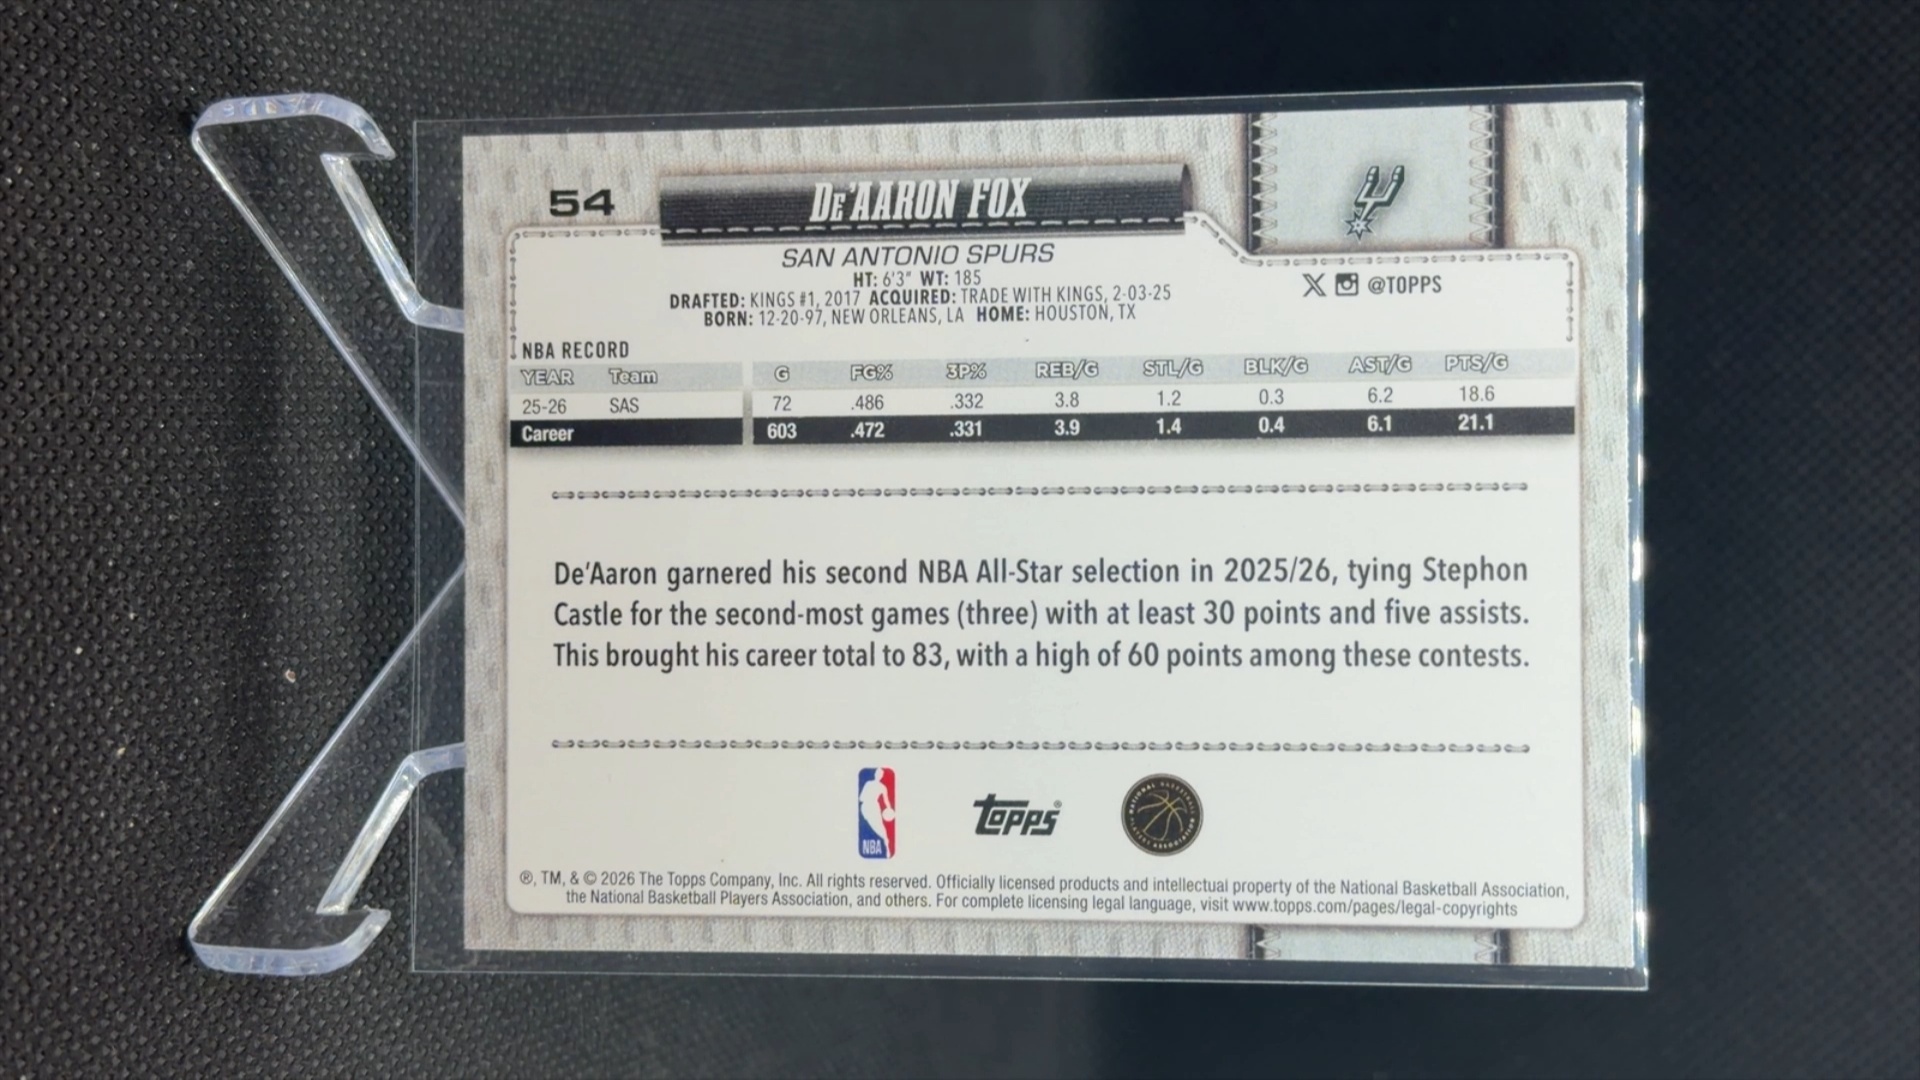 54
De'AARON FOX
SAN ANTONIO SPURS
HT: 6'3" WT: 185
DRAFTED: KINGS #1, 2017 ACQUIRED: TRADE WITH KINGS, 2-03-25
BORN: 12-20-97, NEW ORLEANS, LA HOME: HOUSTON, TX
@TOPPS
NBA RECORD
YEAR Team G FG% 3P% REB/G STL/G BLK/G AST/G PTS/G
25-26 SAS 72 .486 .332 3.8 1.2 0.3 6.2 18.6
Career 603 .472 .331 3.9 1.4 0.4 6.1 21.1
De'Aaron garnered his second NBA All-Star selection in 2025/26, tying Stephon
Castle for the second-most games (three) with at least 30 points and five assists.
This brought his career total to 83, with a high of 60 points among these contests.
NBA
Topps®
NATIONAL BASKETBALL PLAYERS ASSOCIATION
®, TM, & © 2026 The Topps Company, Inc. All rights reserved. Officially licensed products and intellectual property of the National Basketball Association,
the National Basketball Players Association, and others. For complete licensing legal language, visit www.topps.com/pages/legal-copyrights